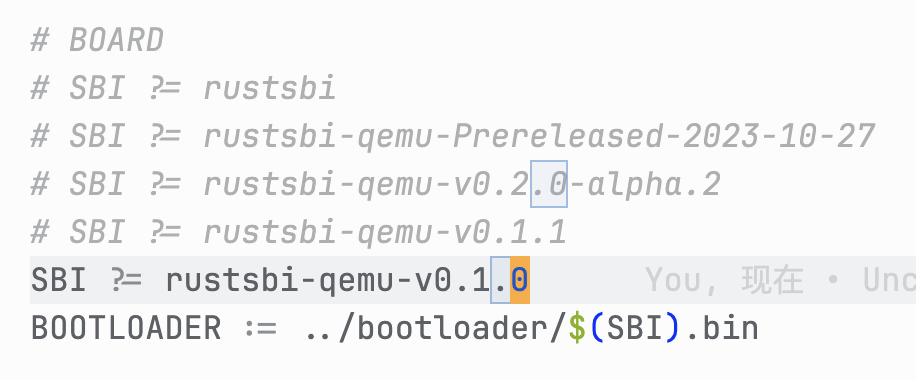 # BOARD
# SBI ?= rustsbi
# SBI ?= rustsbi-qemu-Prereleased-2023-10-27
# SBI ?= rustsbi-qemu-v0.2.0-alpha.2
# SBI ?= rustsbi-qemu-v0.1.1
SBI ?= rustsbi-qemu-v0.1.0 You, 现在 • Unc
BOOTLOADER := ../bootloader/$(SBI).bin